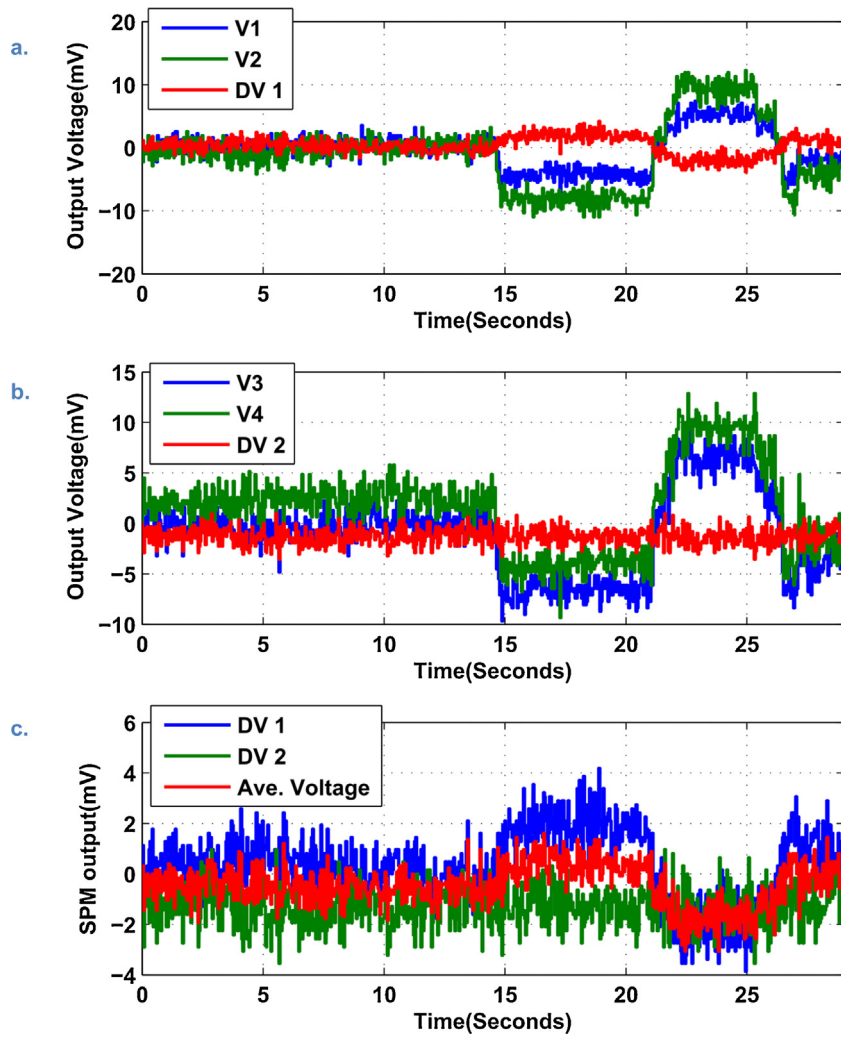 a.
Output Voltage(mV)
20
10
0
−10
−20
V1
V2
DV 1
0 5 10 15 20 25
Time(Seconds)
b.
Output Voltage(mV)
15
10
5
0
−5
−10
V3
V4
DV 2
0 5 10 15 20 25
Time(Seconds)
c.
SPM output(mV)
6
4
2
0
−2
−4
DV 1
DV 2
Ave. Voltage
0 5 10 15 20 25
Time(Seconds)